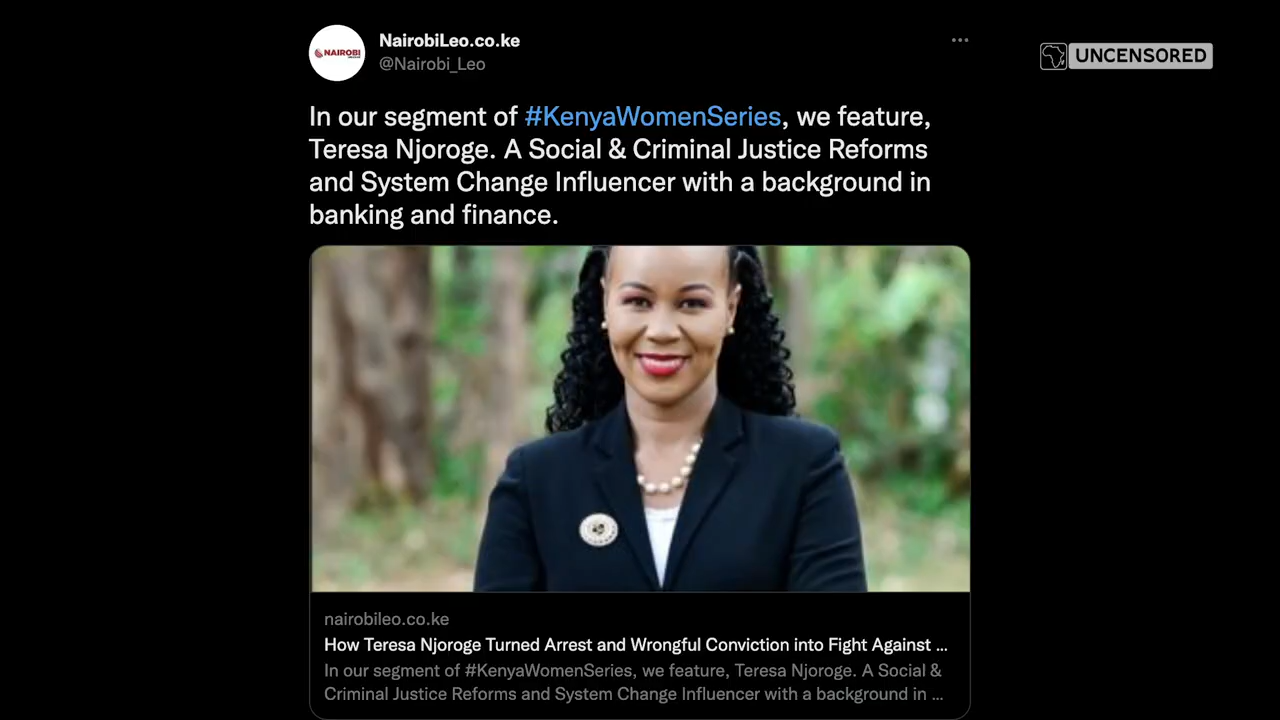 NairobiLeo.co.ke
@Nairobi_Leo
UNCENSORED
NAIROBI
In our segment of #KenyaWomenSeries, we feature,
Teresa Njoroge. A Social & Criminal Justice Reforms
and System Change Influencer with a background in
banking and finance.
nairobileo.co.ke
How Teresa Njoroge Turned Arrest and Wrongful Conviction into Fight Against ...
In our segment of #KenyaWomenSeries, we feature, Teresa Njoroge. A Social &
Criminal Justice Reforms and System Change Influencer with a background in ...